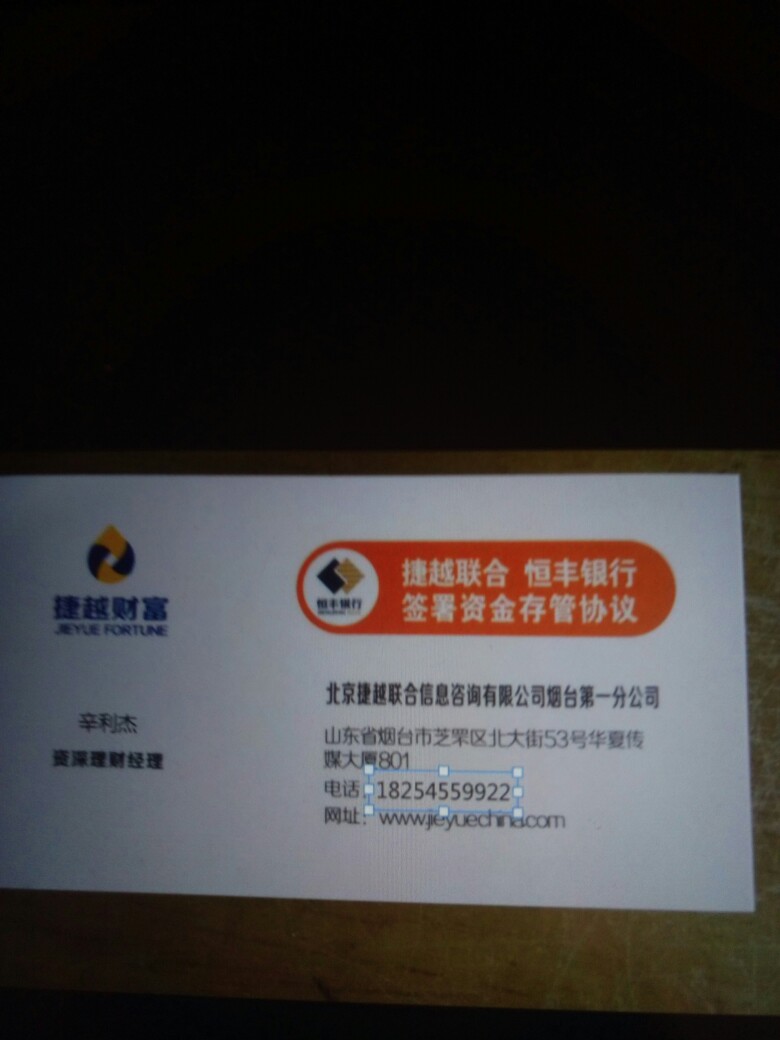 捷越财富
JIEYUE FORTUNE
恒丰银行
捷越联合 恒丰银行
签署资金存管协议
北京捷越联合信息咨询有限公司烟台第一分公司
辛利杰
资深理财经理
山东省烟台市芝罘区北大街53号华夏传
媒大厦801
电话 18254559922
网址：www.jieyuechina.com